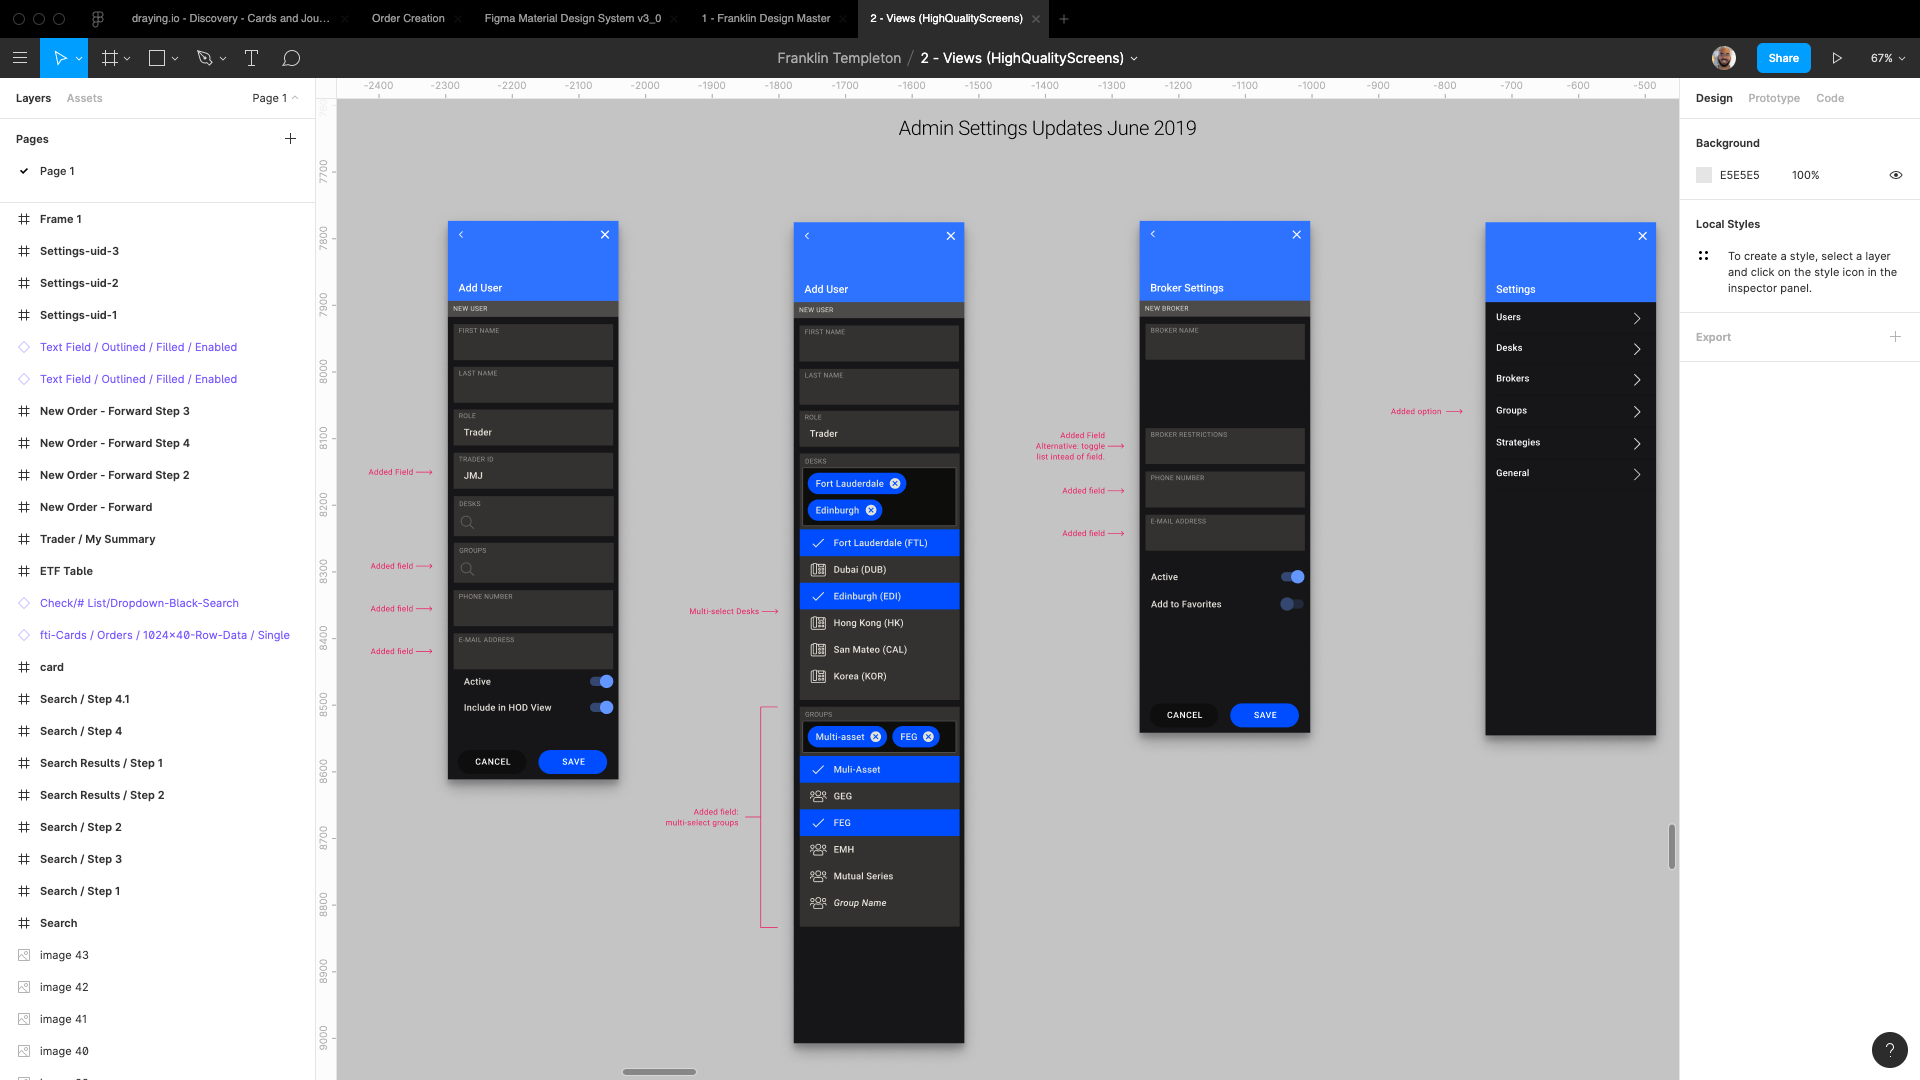 draying.io - Discovery - Cards and Jou...
Order Creation
Figma Material Design System v3_0
1 - Franklin Design Master
2 - Views (HighQualityScreens)
Franklin Templeton / 2 - Views (HighQualityScreens)
Share
67%
Layers
Assets
Page 1
Pages
Page 1
Frame 1
Settings-uid-3
Settings-uid-2
Settings-uid-1
Text Field / Outlined / Filled / Enabled
Text Field / Outlined / Filled / Enabled
New Order - Forward Step 3
New Order - Forward Step 4
New Order - Forward Step 2
New Order - Forward
Trader / My Summary
ETF Table
Check/# List/Dropdown-Black-Search
fti-Cards / Orders / 1024x40-Row-Data / Single
card
Search / Step 4.1
Search / Step 4
Search Results / Step 1
Search Results / Step 2
Search / Step 2
Search / Step 3
Search / Step 1
Search
image 43
image 42
image 41
image 40
-2400 -2300 -2200 -2100 -2000 -1900 -1800 -1700 -1600 -1500 -1400 -1300 -1200 -1100 -1000 -900 -800 -700 -600 -500
7700
7800
7900
8000
8100
8200
8300
8400
8500
8600
8700
8800
8900
9000
Admin Settings Updates June 2019
Add User
NEW USER
FIRST NAME
LAST NAME
ROLE
Trader
TRADER ID
JMJ
DESKS
GROUPS
PHONE NUMBER
E-MAIL ADDRESS
Active
Include in HOD View
CANCEL
SAVE
Added Field
Added field
Added field
Added field
Add User
NEW USER
FIRST NAME
LAST NAME
ROLE
Trader
DESKS
Fort Lauderdale
Edinburgh
Fort Lauderdale (FTL)
Dubai (DUB)
Edinburgh (EDI)
Hong Kong (HK)
San Mateo (CAL)
Korea (KOR)
GROUPS
Multi-asset
FEG
Muli-Asset
GEG
FEG
EMH
Mutual Series
Group Name
Multi-select Desks
Added field:
multi-select groups
Broker Settings
NEW BROKER
BROKER NAME
BROKER RESTRICTIONS
PHONE NUMBER
E-MAIL ADDRESS
Active
Add to Favorites
CANCEL
SAVE
Added Field
Alternative: toggle
list intead of field.
Added field
Added field
Settings
Users
Desks
Brokers
Groups
Strategies
General
Added option
Design
Prototype
Code
Background
E5E5E5
100%
Local Styles
To create a style, select a layer
and click on the style icon in the
inspector panel.
Export
?